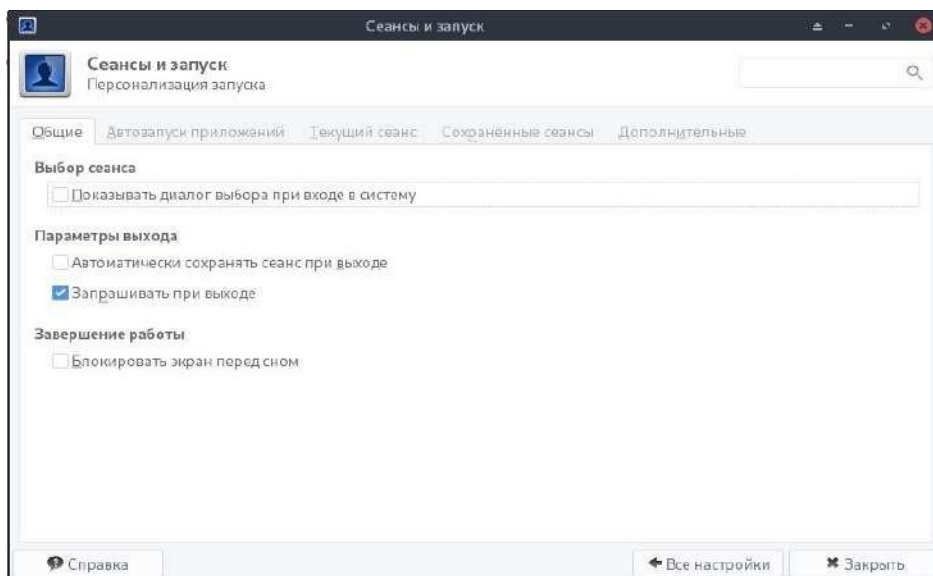 Сеансы и запуск
Сеансы и запуск
Персонализация запуска
Общие Автозапуск приложений Текущий сеанс Сохранённые сеансы Дополнительные
Выбор сеанса
Показывать диалог выбора при входе в систему
Параметры выхода
Автоматически сохранять сеанс при выходе
Запрашивать при выходе
Завершение работы
Блокировать экран перед сном
Справка Все настройки Закрыть